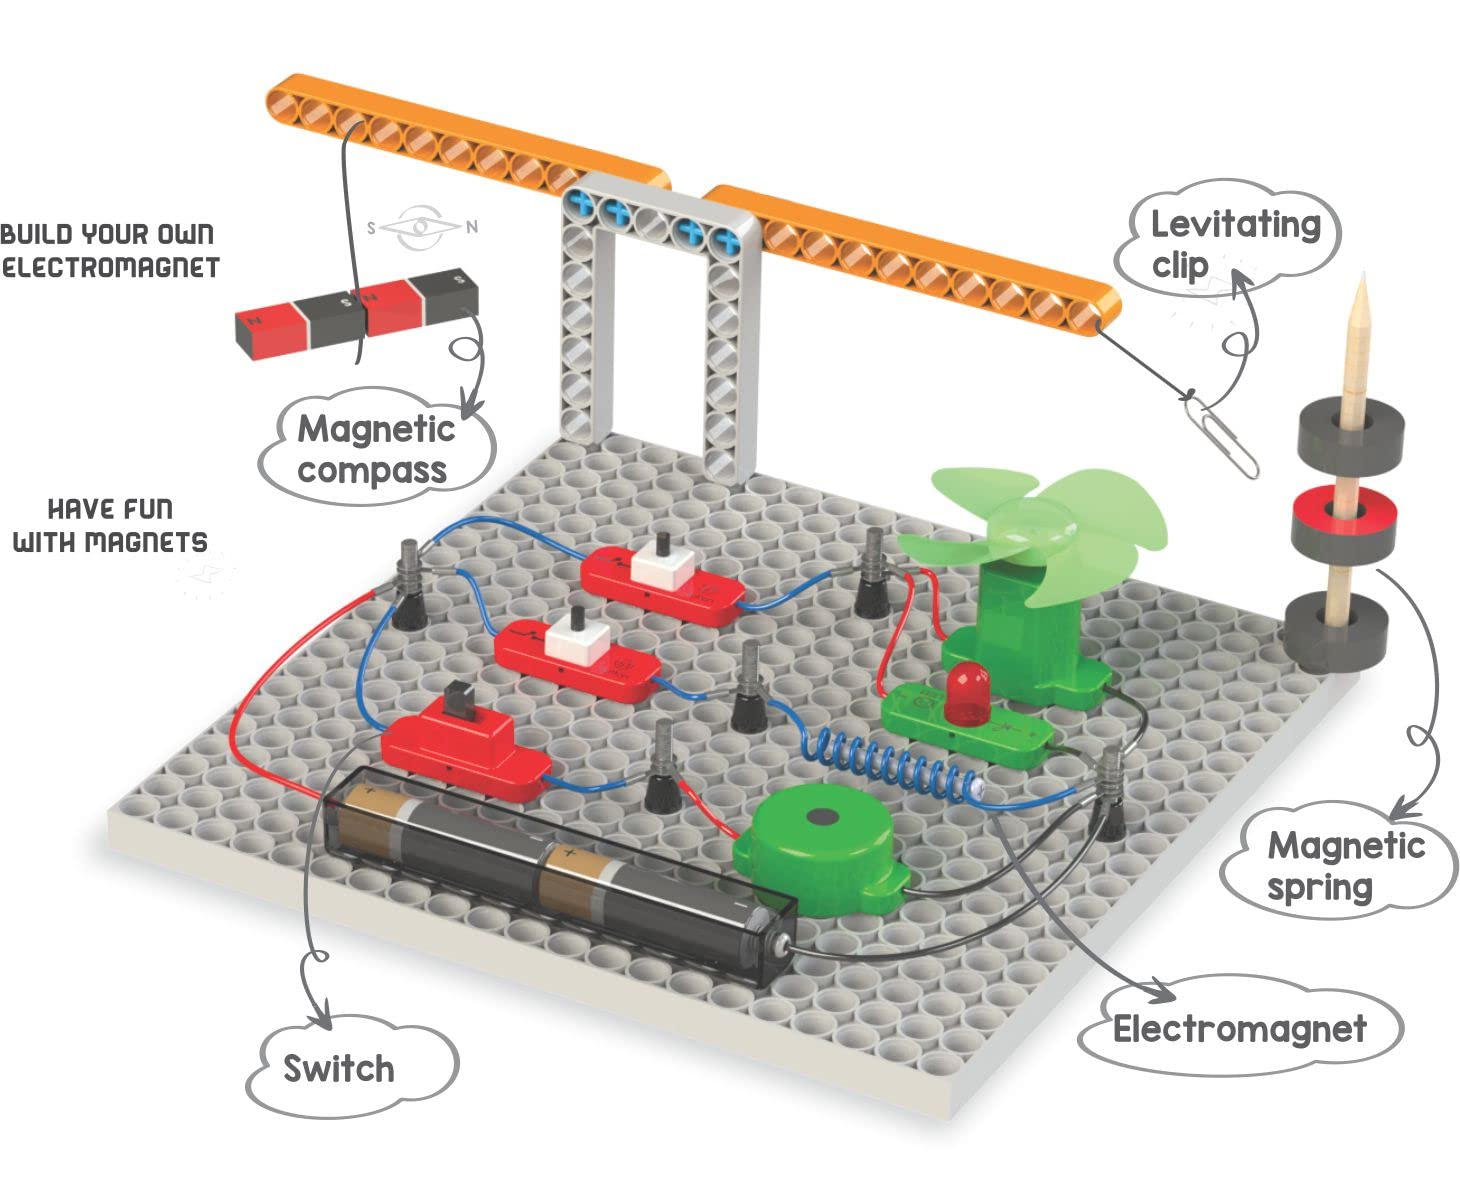 BUILD YOUR OWN
ELECTROMAGNET
S N
N S N S
Magnetic
compass
HAVE FUN
WITH MAGNETS
Levitating
clip
Magnetic
spring
Electromagnet
Switch
+ - + -